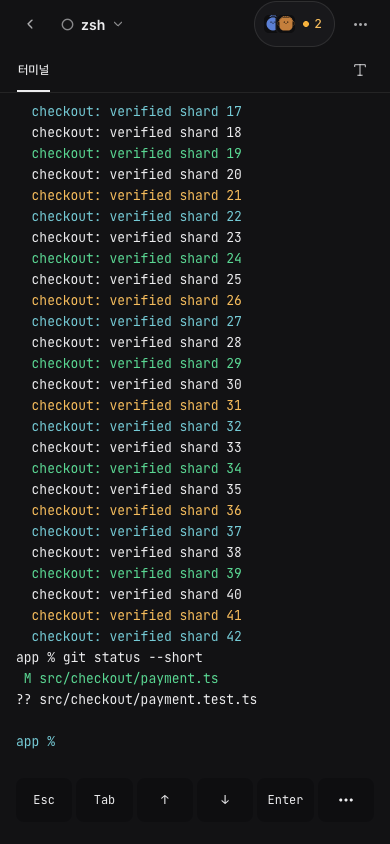 zsh
2
터미널
checkout: verified shard 17
checkout: verified shard 18
checkout: verified shard 19
checkout: verified shard 20
checkout: verified shard 21
checkout: verified shard 22
checkout: verified shard 23
checkout: verified shard 24
checkout: verified shard 25
checkout: verified shard 26
checkout: verified shard 27
checkout: verified shard 28
checkout: verified shard 29
checkout: verified shard 30
checkout: verified shard 31
checkout: verified shard 32
checkout: verified shard 33
checkout: verified shard 34
checkout: verified shard 35
checkout: verified shard 36
checkout: verified shard 37
checkout: verified shard 38
checkout: verified shard 39
checkout: verified shard 40
checkout: verified shard 41
checkout: verified shard 42
app % git status --short
M src/checkout/payment.ts
?? src/checkout/payment.test.ts
app %
Esc Tab ↑ ↓ Enter •••